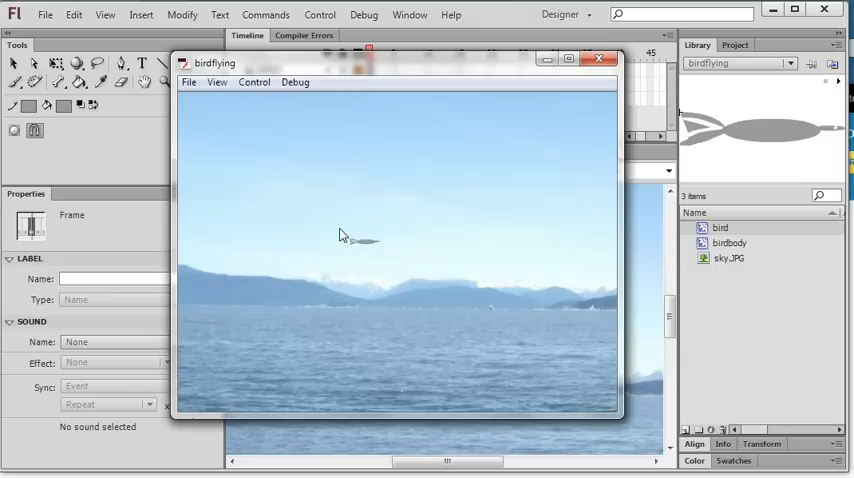 Fl File Edit View Insert Modify Text Commands Control Debug Window Help Designer
Tools
Timeline Compiler Errors
Library Project
45
birdflying
File View Control Debug
birdflying
Properties
Frame
LABEL
Name:
Type: Name
SOUND
Name: None
Effect: None
Sync: Event
Repeat x
No sound selected
3 items
Name
bird
birdbody
sky.JPG
Align Info Transform
Color Swatches